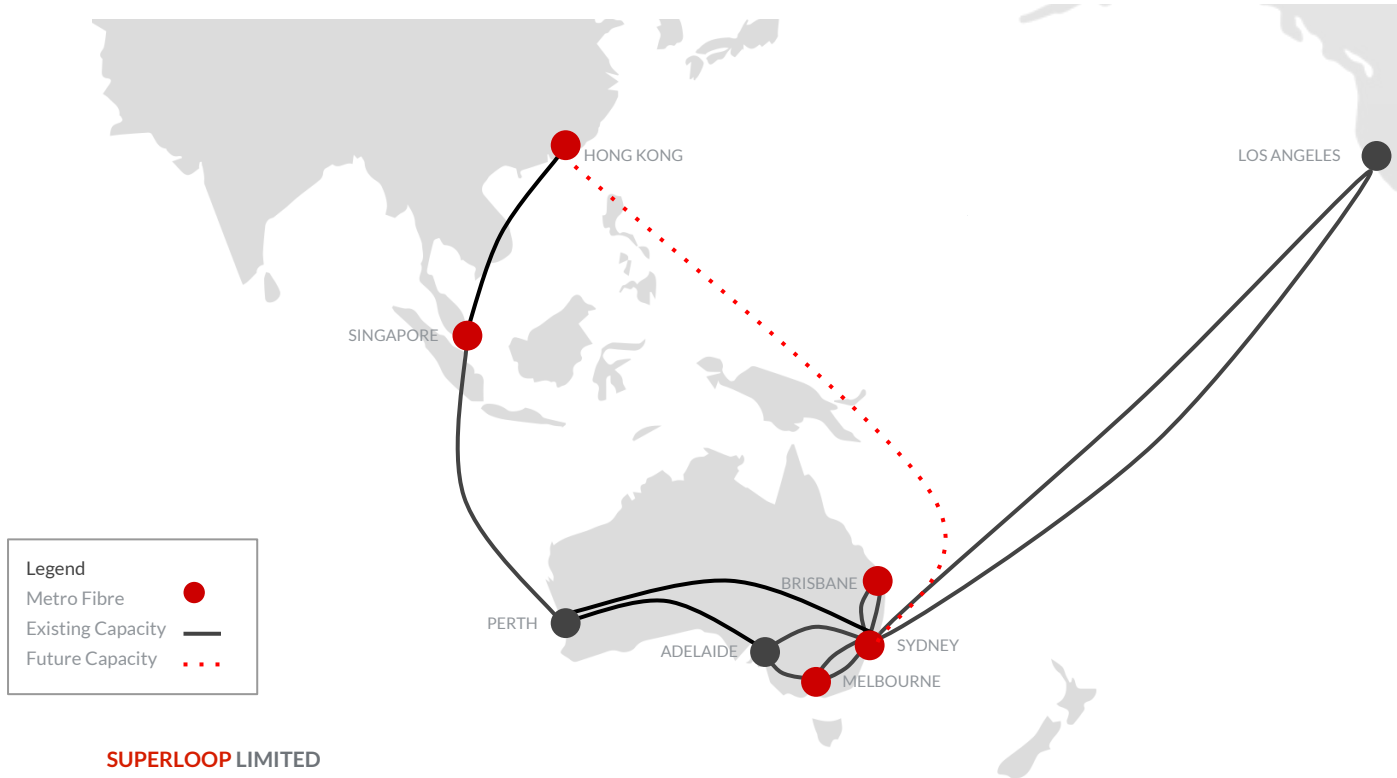 HONG KONG
LOS ANGELES
SINGAPORE
BRISBANE
PERTH
ADELAIDE
SYDNEY
MELBOURNE
Legend
Metro Fibre
Existing Capacity
Future Capacity
SUPERLOOP LIMITED